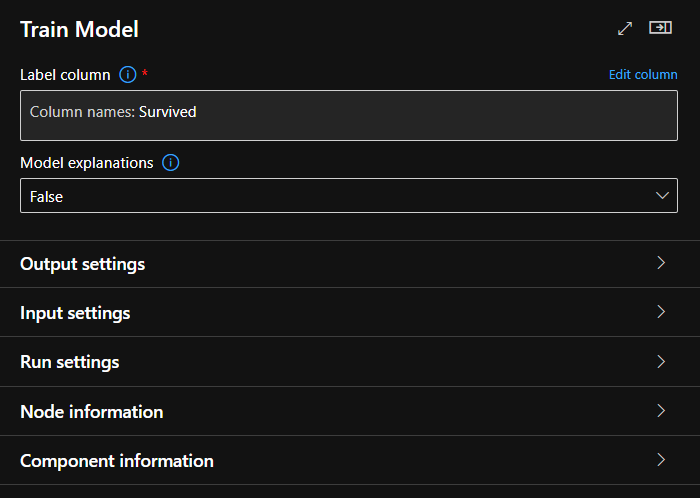 Train Model
Label column * Edit column
Column names: Survived
Model explanations
False
Output settings
Input settings
Run settings
Node information
Component information